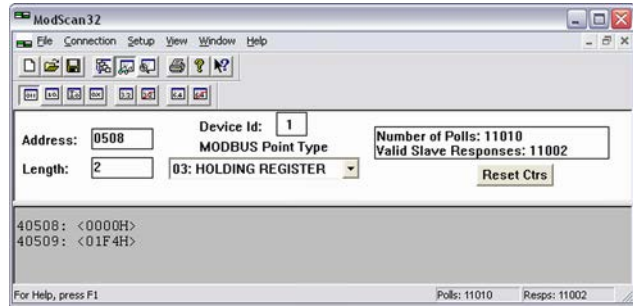 ModScan32
File Connection Setup View Window Help
Address: 0508
Device Id: 1
MODBUS Point Type
Number of Polls: 11010
Valid Slave Responses: 11002
Length: 2
03: HOLDING REGISTER
Reset Ctrs
40508: <0000H>
40509: <01F4H>
For Help, press F1
Polls: 11010 Resps: 11002